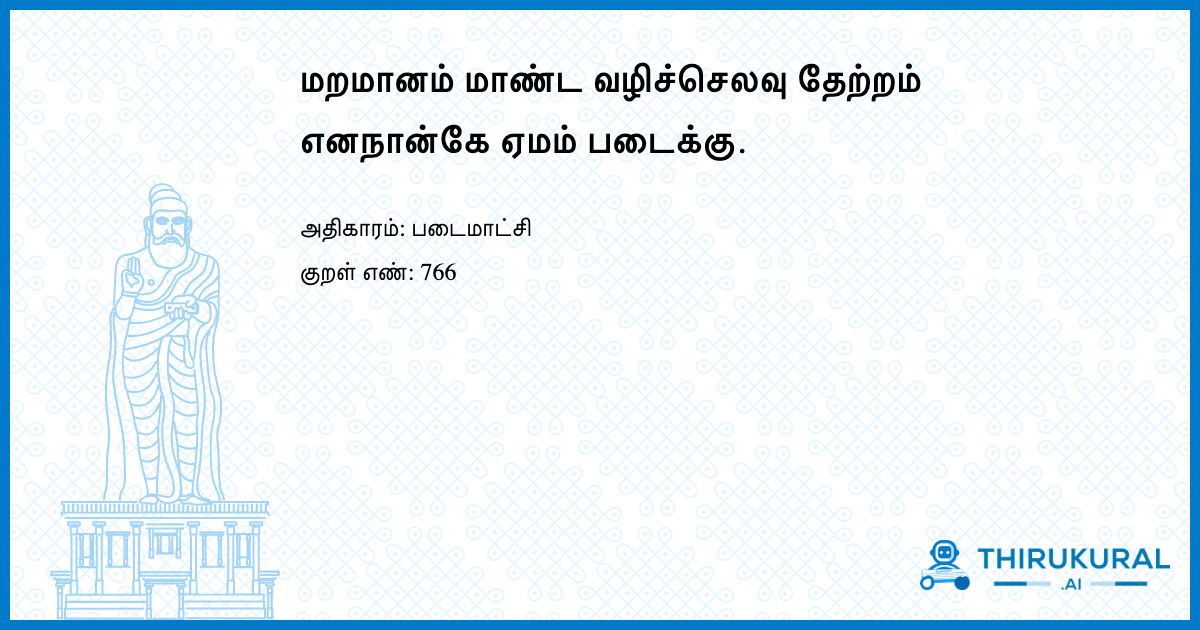 மறமானம் மாண்ட வழிச்செலவு தேற்றம்
எனநான்கே ஏமம் படைக்கு.
அதிகாரம்: படைமாட்சி
குறள் எண்: 766
THIRUKURAL
.AI